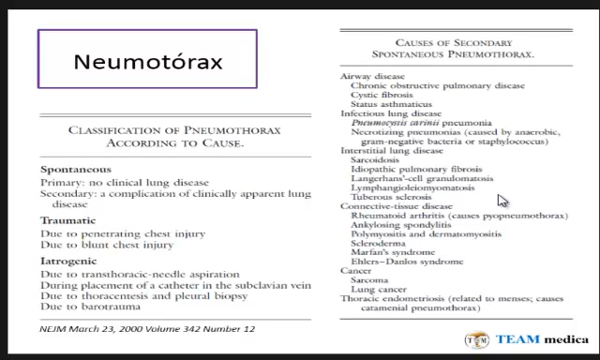 Neumotórax
CLASSIFICATION OF PNEUMOTHORAX
ACCORDING TO CAUSE.
Spontaneous
Primary: no clinical lung disease
Secondary: a complication of clinically apparent lung
disease
Traumatic
Due to penetrating chest injury
Due to blunt chest injury
Iatrogenic
Due to transthoracic-needle aspiration
During placement of a catheter in the subclavian vein
Due to thoracentesis and pleural biopsy
Due to barotrauma
NEJM March 23, 2000 Volume 342 Number 12
CAUSES OF SECONDARY
SPONTANEOUS PNEUMOTHORAX.
Airway disease
Chronic obstructive pulmonary disease
Cystic fibrosis
Status asthmaticus
Infectious lung disease
Pneumocystis carinii pneumonia
Necrotizing pneumonias (caused by anaerobic,
gram-negative bacteria or staphylococcus)
Interstitial lung disease
Sarcoidosis
Idiopathic pulmonary fibrosis
Langerhans'-cell granulomatosis
Lymphangioleiomyomatosis
Tuberous sclerosis
Connective-tissue disease
Rheumatoid arthritis (causes pyopneumothorax)
Ankylosing spondylitis
Polymyositis and dermatomyositis
Scleroderma
Marfan's syndrome
Ehlers–Danlos syndrome
Cancer
Sarcoma
Lung cancer
Thoracic endometriosis (related to menses; causes
catamenial pneumothorax)
TEAM medica